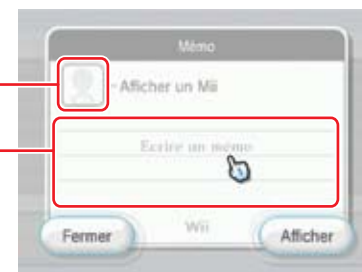 Mémo
- Afficher un Mii
Ecrire un mémo
Wii
Fermer
Afficher